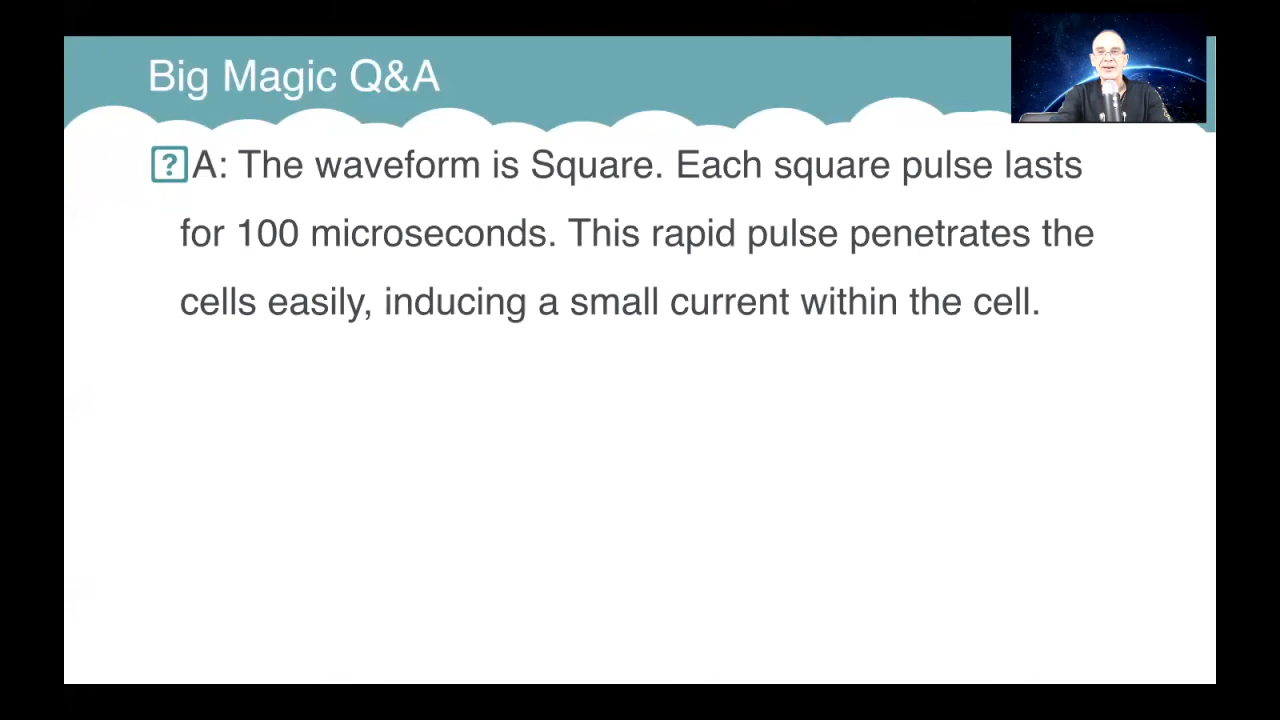 Big Magic Q&A
? A: The waveform is Square. Each square pulse lasts
for 100 microseconds. This rapid pulse penetrates the
cells easily, inducing a small current within the cell.